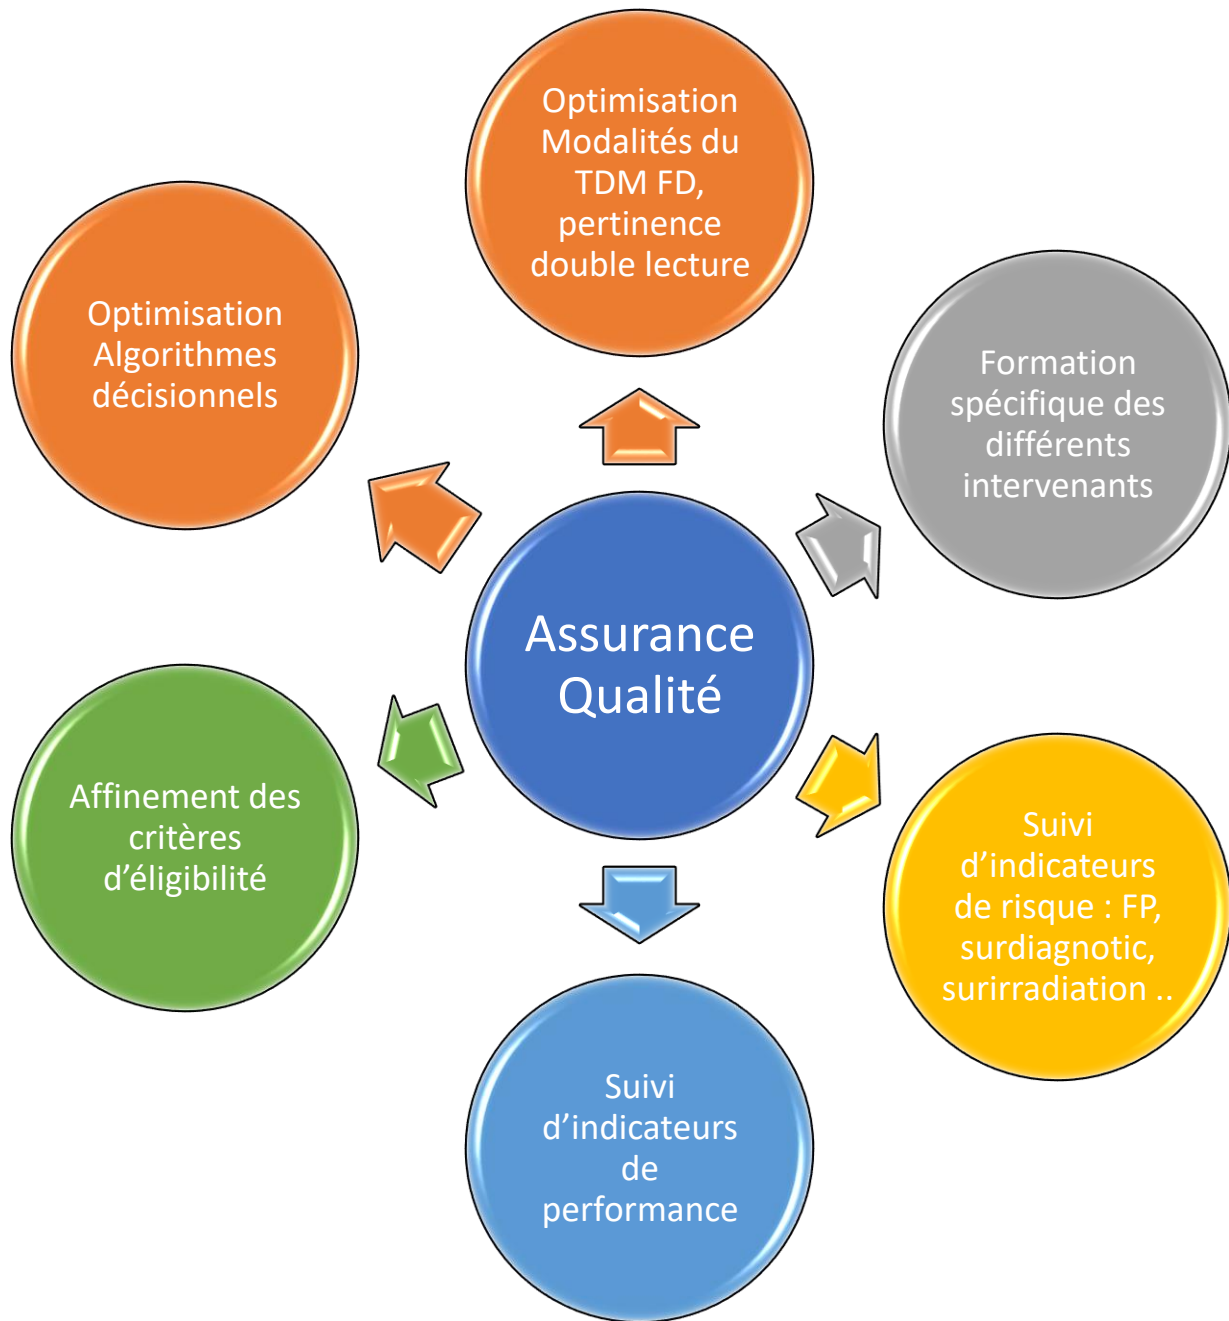 Optimisation
Modalités du
TDM FD,
pertinence
double lecture
Formation
spécifique des
différents
intervenants
Suivi
d’indicateurs
de risque : FP,
surdiagnotic,
surirradiation ..
Suivi
d’indicateurs
de
performance
Affinement des
critères
d’éligibilité
Optimisation
Algorithmes
décisionnels
Assurance
Qualité